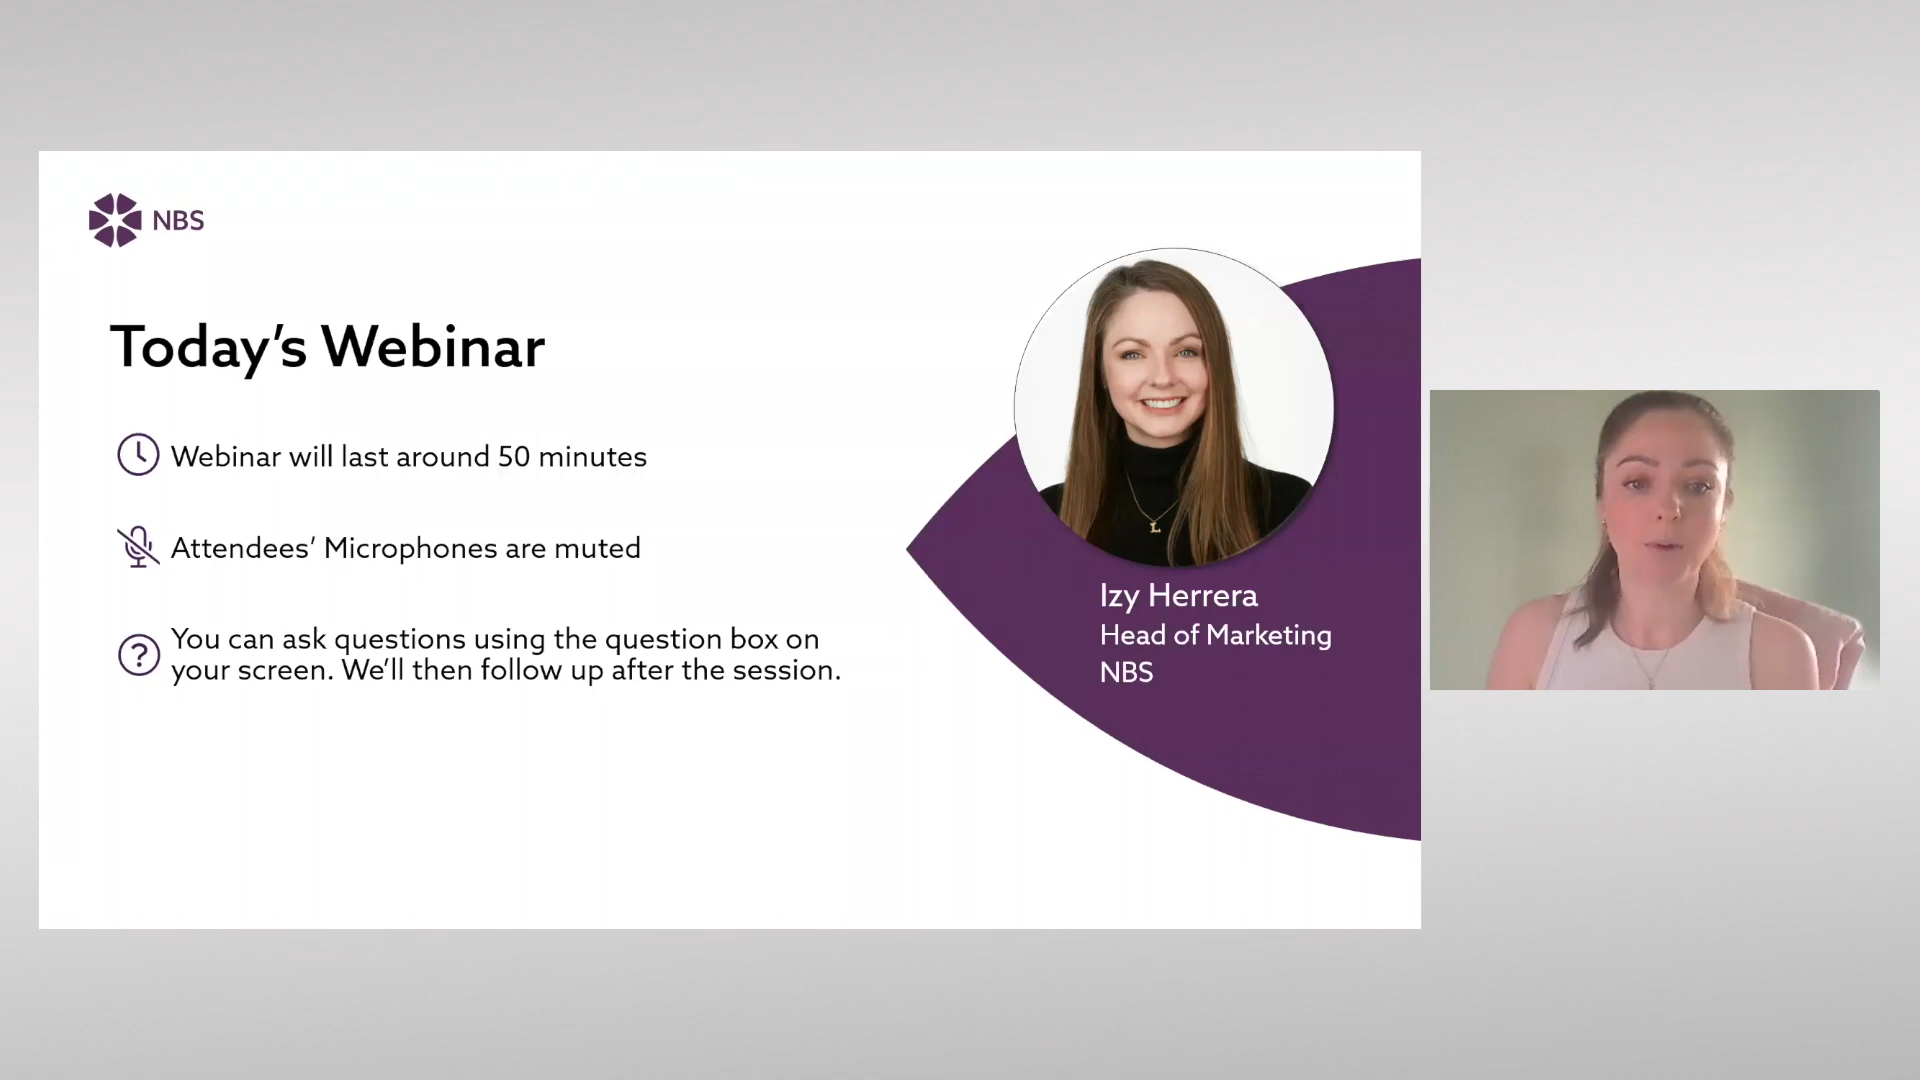 NBS
Today’s Webinar
Webinar will last around 50 minutes
Attendees’ Microphones are muted
You can ask questions using the question box on
your screen. We’ll then follow up after the session.
Izy Herrera
Head of Marketing
NBS